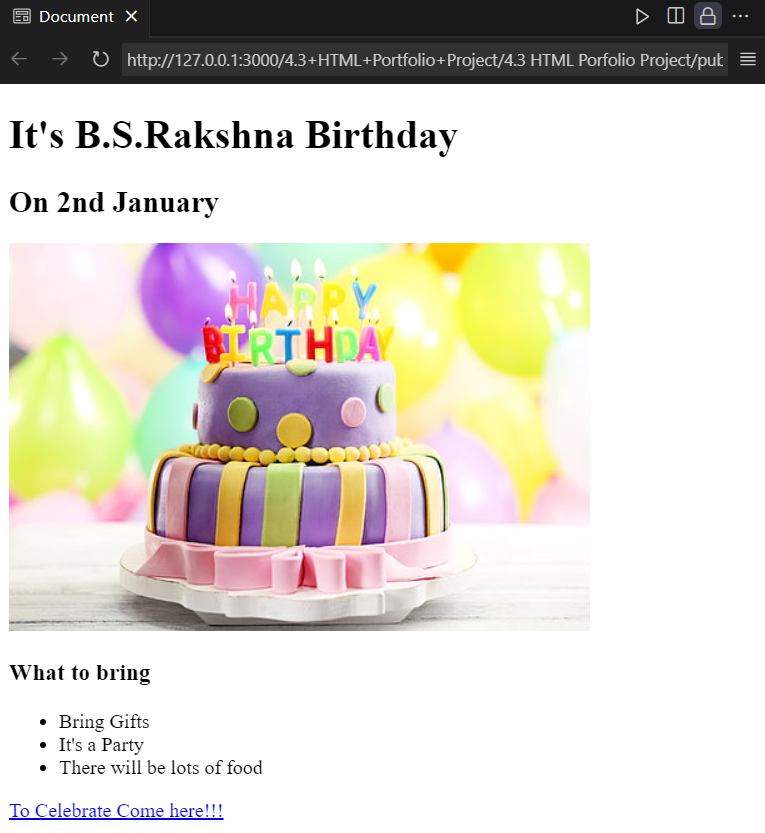 Document
http://127.0.0.1:3000/4.3+HTML+Portfolio+Project/4.3 HTML Porfolio Project/pub
It's B.S.Rakshna Birthday
On 2nd January
HAPPY
BIRTHDAY
What to bring
Bring Gifts
It's a Party
There will be lots of food
To Celebrate Come here!!!